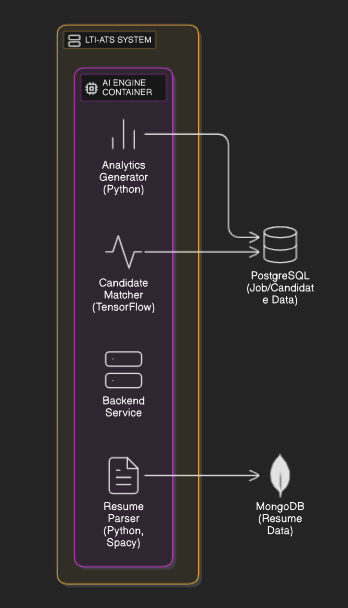 LTI-ATS SYSTEM
AI ENGINE
CONTAINER
Analytics
Generator
(Python)
PostgreSQL
(Job/Candidat
e Data)
Candidate
Matcher
(TensorFlow)
Backend
Service
Resume
Parser
(Python,
Spacy)
MongoDB
(Resume
Data)